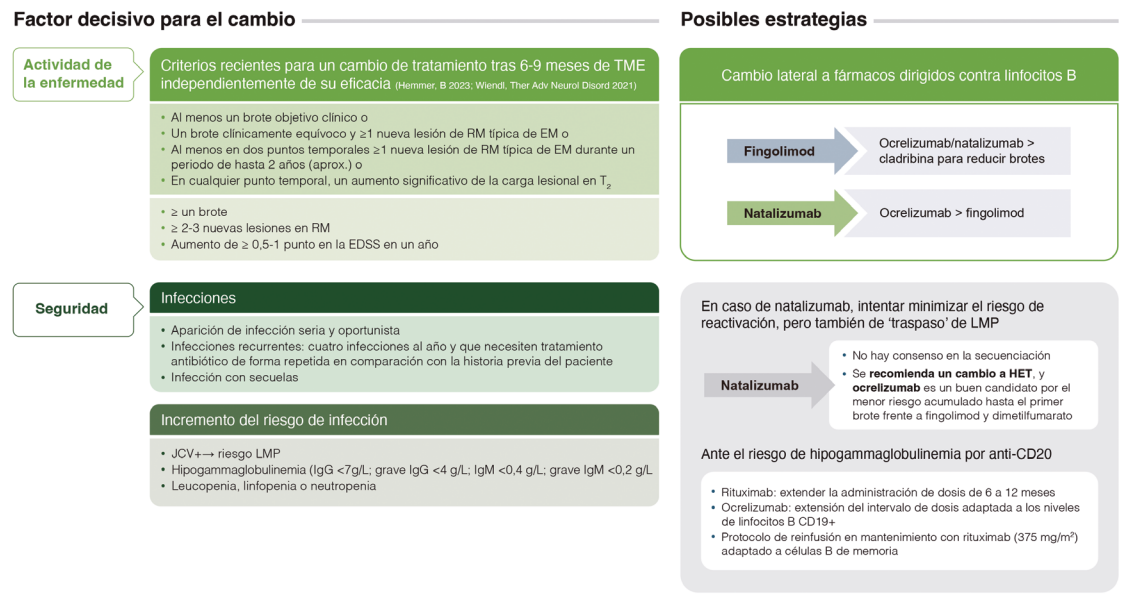 Factor decisivo para el cambio
Actividad de
la enfermedad
Criterios recientes para un cambio de tratamiento tras 6-9 meses de TME
independientemente de su eficacia (Hemmer, B 2023; Wiendl, Ther Adv Neurol Disord 2021)
• Al menos un brote objetivo clínico o
• Un brote clínicamente equívoco y ≥1 nueva lesión de RM típica de EM o
• Al menos en dos puntos temporales ≥1 nueva lesión de RM típica de EM durante un
periodo de hasta 2 años (aprox.) o
• En cualquier punto temporal, un aumento significativo de la carga lesional en T₂
• ≥ un brote
• ≥ 2-3 nuevas lesiones en RM
• Aumento de ≥ 0,5-1 punto en la EDSS en un año
Seguridad
Infecciones
• Aparición de infección seria y oportunista
• Infecciones recurrentes: cuatro infecciones al año y que necesiten tratamiento
antibiótico de forma repetida en comparación con la historia previa del paciente
• Infección con secuelas
Incremento del riesgo de infección
• JCV+→ riesgo LMP
• Hipogammaglobulinemia (IgG <7g/L; grave IgG <4 g/L; IgM <0,4 g/L; grave IgM <0,2 g/L
• Leucopenia, linfopenia o neutropenia
Posibles estrategias
Cambio lateral a fármacos dirigidos contra linfocitos B
Fingolimod
Ocrelizumab/natalizumab >
cladribina para reducir brotes
Natalizumab
Ocrelizumab > fingolimod
En caso de natalizumab, intentar minimizar el riesgo de
reactivación, pero también de ‘traspaso’ de LMP
Natalizumab
• No hay consenso en la secuenciación
• Se recomienda un cambio a HET, y
ocrelizumab es un buen candidato por el
menor riesgo acumulado hasta el primer
brote frente a fingolimod y dimetilfumarato
Ante el riesgo de hipogammaglobulinemia por anti-CD20
• Rituximab: extender la administración de dosis de 6 a 12 meses
• Ocrelizumab: extensión del intervalo de dosis adaptada a los niveles
de linfocitos B CD19+
• Protocolo de reinfusión en mantenimiento con rituximab (375 mg/m²)
adaptado a células B de memoria